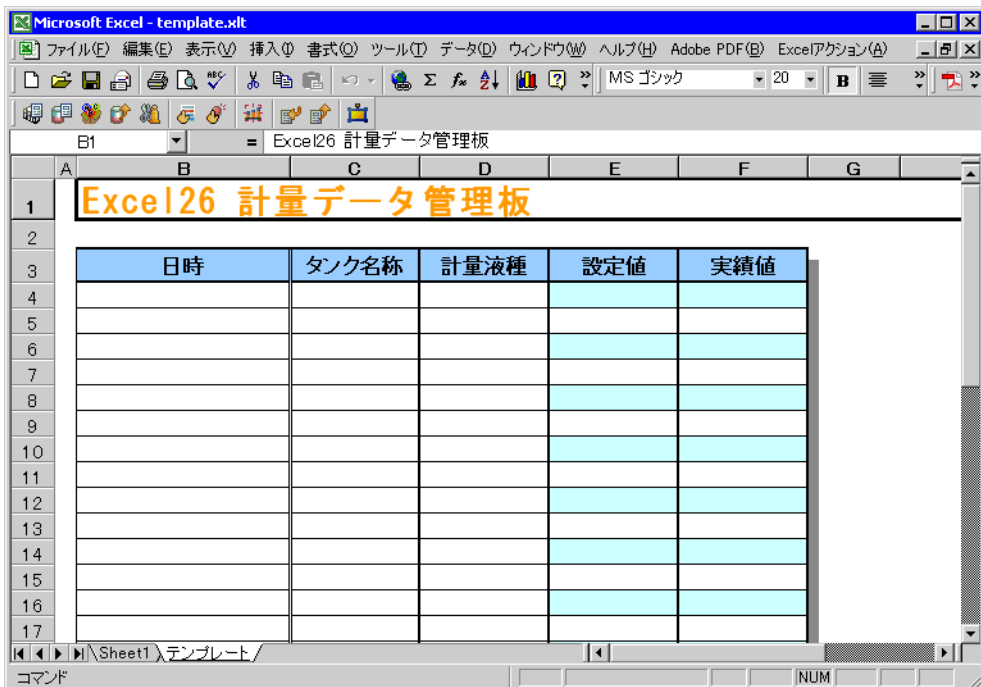 Microsoft Excel - template.xlt
ファイル(F) 編集(E) 表示(V) 挿入(I) 書式(O) ツール(T) データ(D) ウィンドウ(W) ヘルプ(H) Adobe PDF(B) Excelアクション(A)
MS ゴシック 20 B
B1 = Excel26 計量データ管理板
A B C D E F G
1 Excel26 計量データ管理板
2
3 日時 タンク名称 計量液種 設定値 実績値
4
5
6
7
8
9
10
11
12
13
14
15
16
17
Sheet1 テンプレート
コマンド NUM